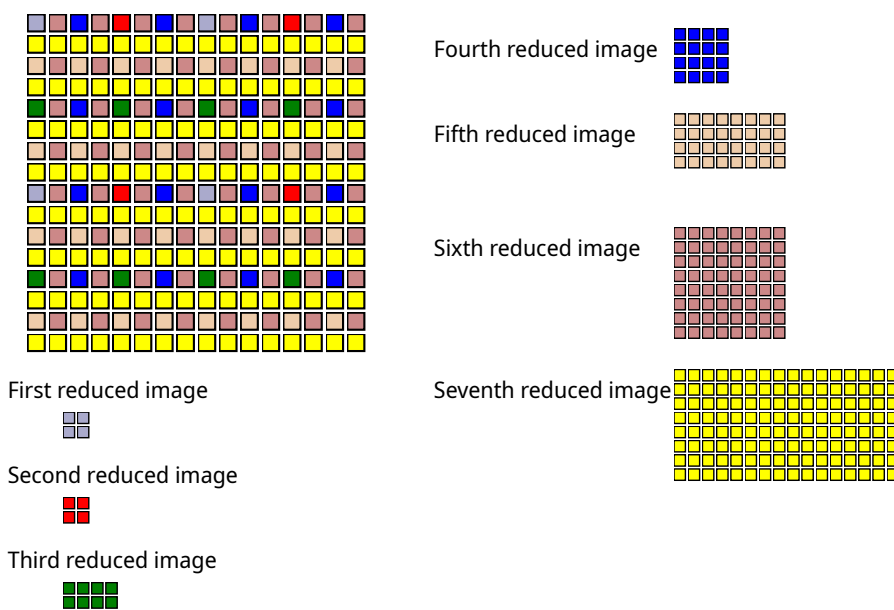 First reduced image
Second reduced image
Third reduced image
Fourth reduced image
Fifth reduced image
Sixth reduced image
Seventh reduced image